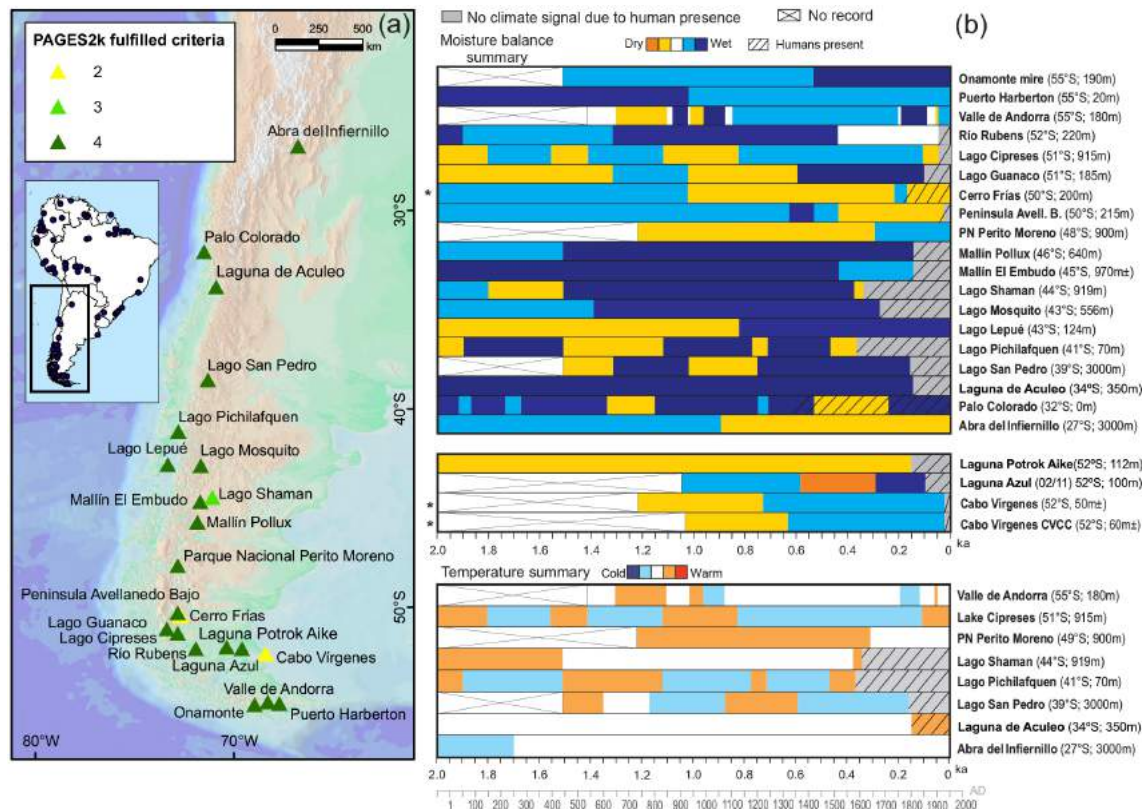 (a)
PAGES2k fulfilled criteria
2
3
4
0 250 500
km
Abra del Infiernillo
30°S
Palo Colorado
Laguna de Aculeo
Lago San Pedro
40°S
Lago Pichilafquen
Lago Lepué
Lago Mosquito
Lago Shaman
Mallín El Embudo
Mallín Pollux
Parque Nacional Perito Moreno
Peninsula Avellanedo Bajo
Cerro Frías
50°S
Lago Guanaco
Laguna Potrok Aike
Lago Cipreses
Río Rubens
Cabo Vírgenes
Laguna Azul
Valle de Andorra
Onamonte
Puerto Harberton
80°W
70°W
(b)
No climate signal due to human presence
No record
Moisture balance
summary
Dry
Wet
Humans present
Onamonte mire (55°S; 190m)
Puerto Harberton (55°S; 20m)
Valle de Andorra (55°S; 180m)
Río Rubens (52°S; 220m)
Lago Cipreses (51°S; 915m)
Lago Guanaco (51°S; 185m)
* Cerro Frías (50°S; 200m)
Peninsula Avell. B. (50°S; 215m)
PN Perito Moreno (48°S; 900m)
Mallín Pollux (46°S; 640m)
Mallín El Embudo (45°S; 970m±)
Lago Shaman (44°S; 919m)
Lago Mosquito (43°S; 556m)
Lago Lepué (43°S; 124m)
Lago Pichilafquen (41°S; 70m)
Lago San Pedro (39°S; 3000m)
Laguna de Aculeo (34°S; 350m)
Palo Colorado (32°S; 0m)
Abra del Infiernillo (27°S; 3000m)
Laguna Potrok Aike(52°S; 112m)
Laguna Azul (02/11) 52°S; 100m)
* Cabo Vírgenes (52°S, 50m±)
* Cabo Vírgenes CVCC (52°S; 60m±)
2.0 1.8 1.6 1.4 1.2 1 0.8 0.6 0.4 0.2 0
ka
Temperature summary
Cold
Warm
Valle de Andorra (55°S; 180m)
Lake Cipreses (51°S; 915m)
PN Perito Moreno (49°S; 900m)
Lago Shaman (44°S; 919m)
Lago Pichilafquen (41°S; 70m)
Lago San Pedro (39°S; 3000m)
Laguna de Aculeo (34°S; 350m)
Abra del Infiernillo (27°S; 3000m)
2.0 1.8 1.6 1.4 1.2 1 0.8 0.6 0.4 0.2 0
ka
AD
1 100 200 300 400 500 600 700 800 900 1000 1100 1200 1300 1400 1500 1600 1700 1800 1900 2000